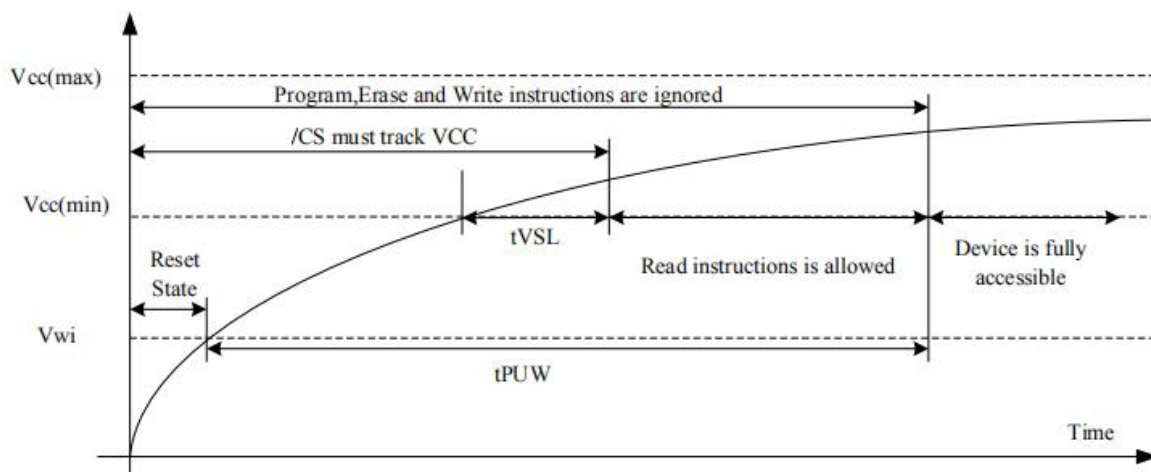 Vcc(max)
Program,Erase and Write instructions are ignored
/CS must track VCC
Vcc(min)
tVSL
Reset
State
Read instructions is allowed
Device is fully
accessible
Vwi
tPUW
Time